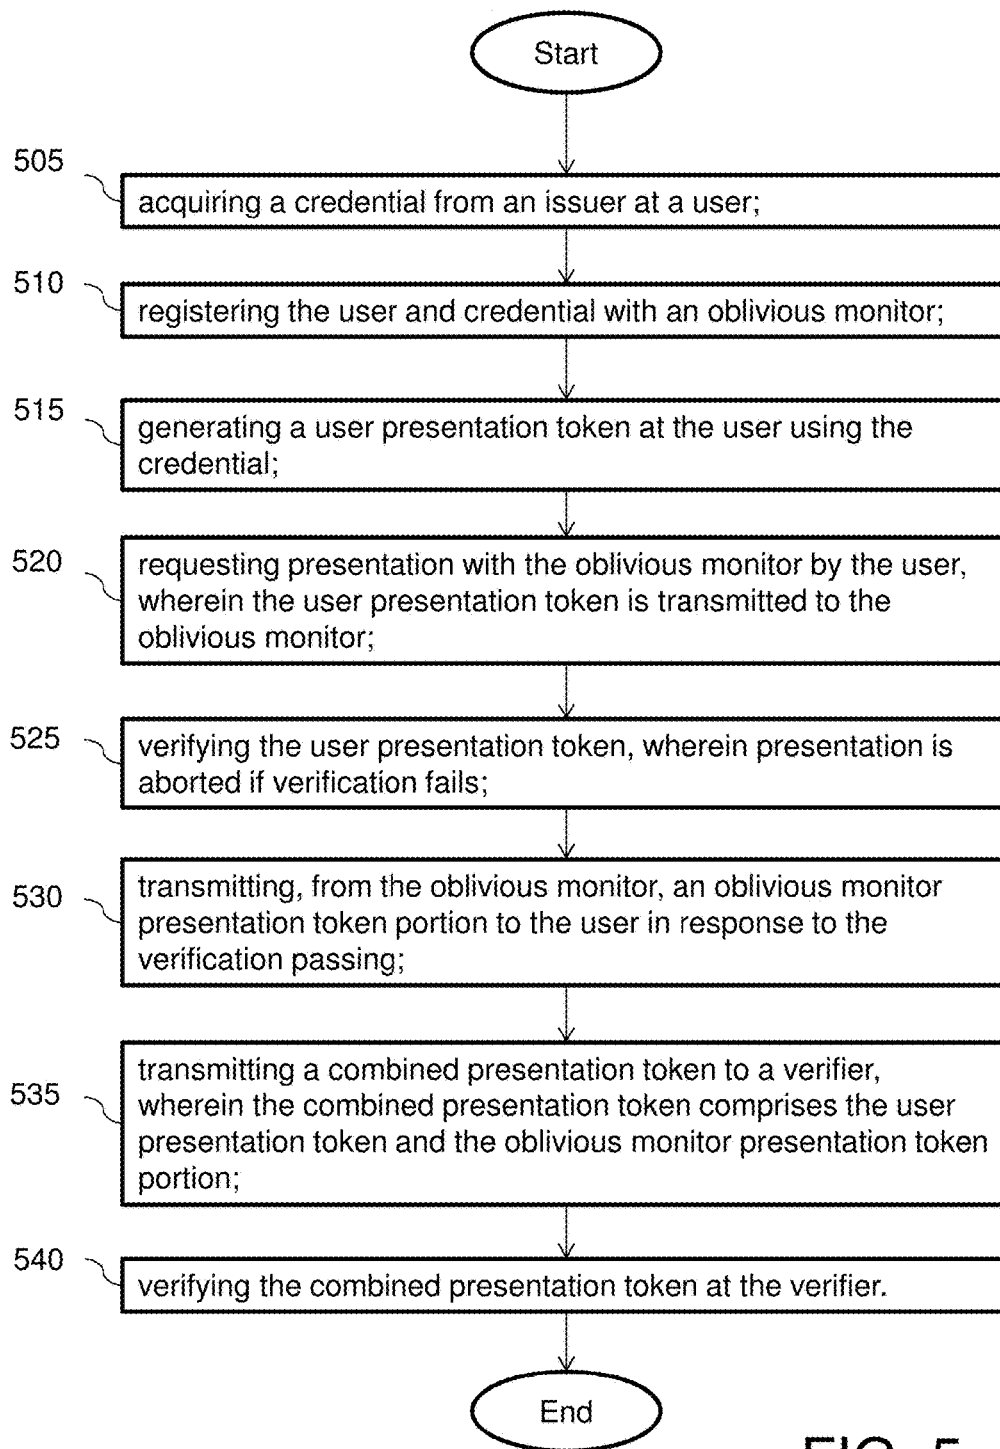 Start
505
acquiring a credential from an issuer at a user;
510
registering the user and credential with an oblivious monitor;
515
generating a user presentation token at the user using the
credential;
520
requesting presentation with the oblivious monitor by the user,
wherein the user presentation token is transmitted to the
oblivious monitor;
525
verifying the user presentation token, wherein presentation is
aborted if verification fails;
530
transmitting, from the oblivious monitor, an oblivious monitor
presentation token portion to the user in response to the
verification passing;
535
transmitting a combined presentation token to a verifier,
wherein the combined presentation token comprises the user
presentation token and the oblivious monitor presentation token
portion;
540
verifying the combined presentation token at the verifier.
End
FIG. 5